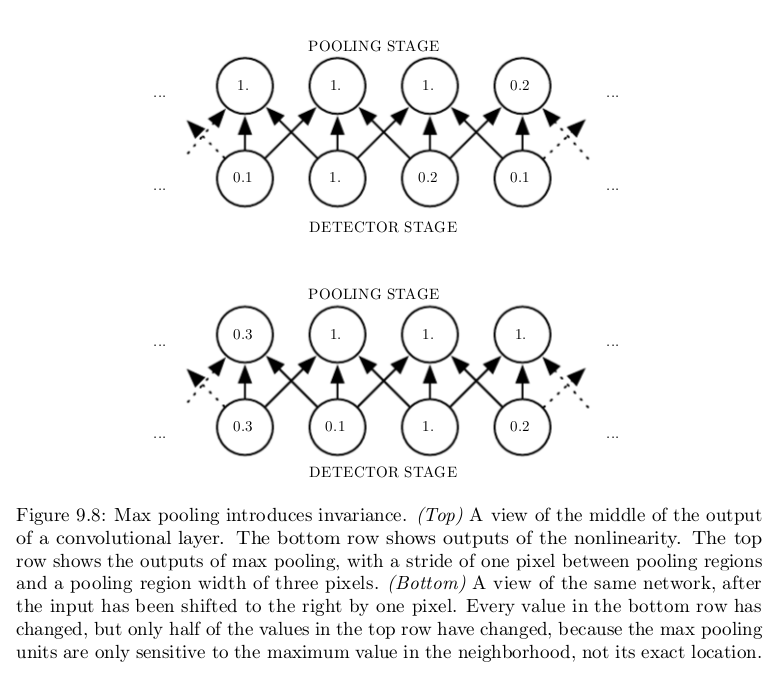 POOLING STAGE
... 1. 1. 1. 0.2 ...
... 0.1 1. 0.2 0.1 ...
DETECTOR STAGE
POOLING STAGE
... 0.3 1. 1. 1. ...
... 0.3 0.1 1. 0.2 ...
DETECTOR STAGE
Figure 9.8: Max pooling introduces invariance. (Top) A view of the middle of the output
of a convolutional layer. The bottom row shows outputs of the nonlinearity. The top
row shows the outputs of max pooling, with a stride of one pixel between pooling regions
and a pooling region width of three pixels. (Bottom) A view of the same network, after
the input has been shifted to the right by one pixel. Every value in the bottom row has
changed, but only half of the values in the top row have changed, because the max pooling
units are only sensitive to the maximum value in the neighborhood, not its exact location.